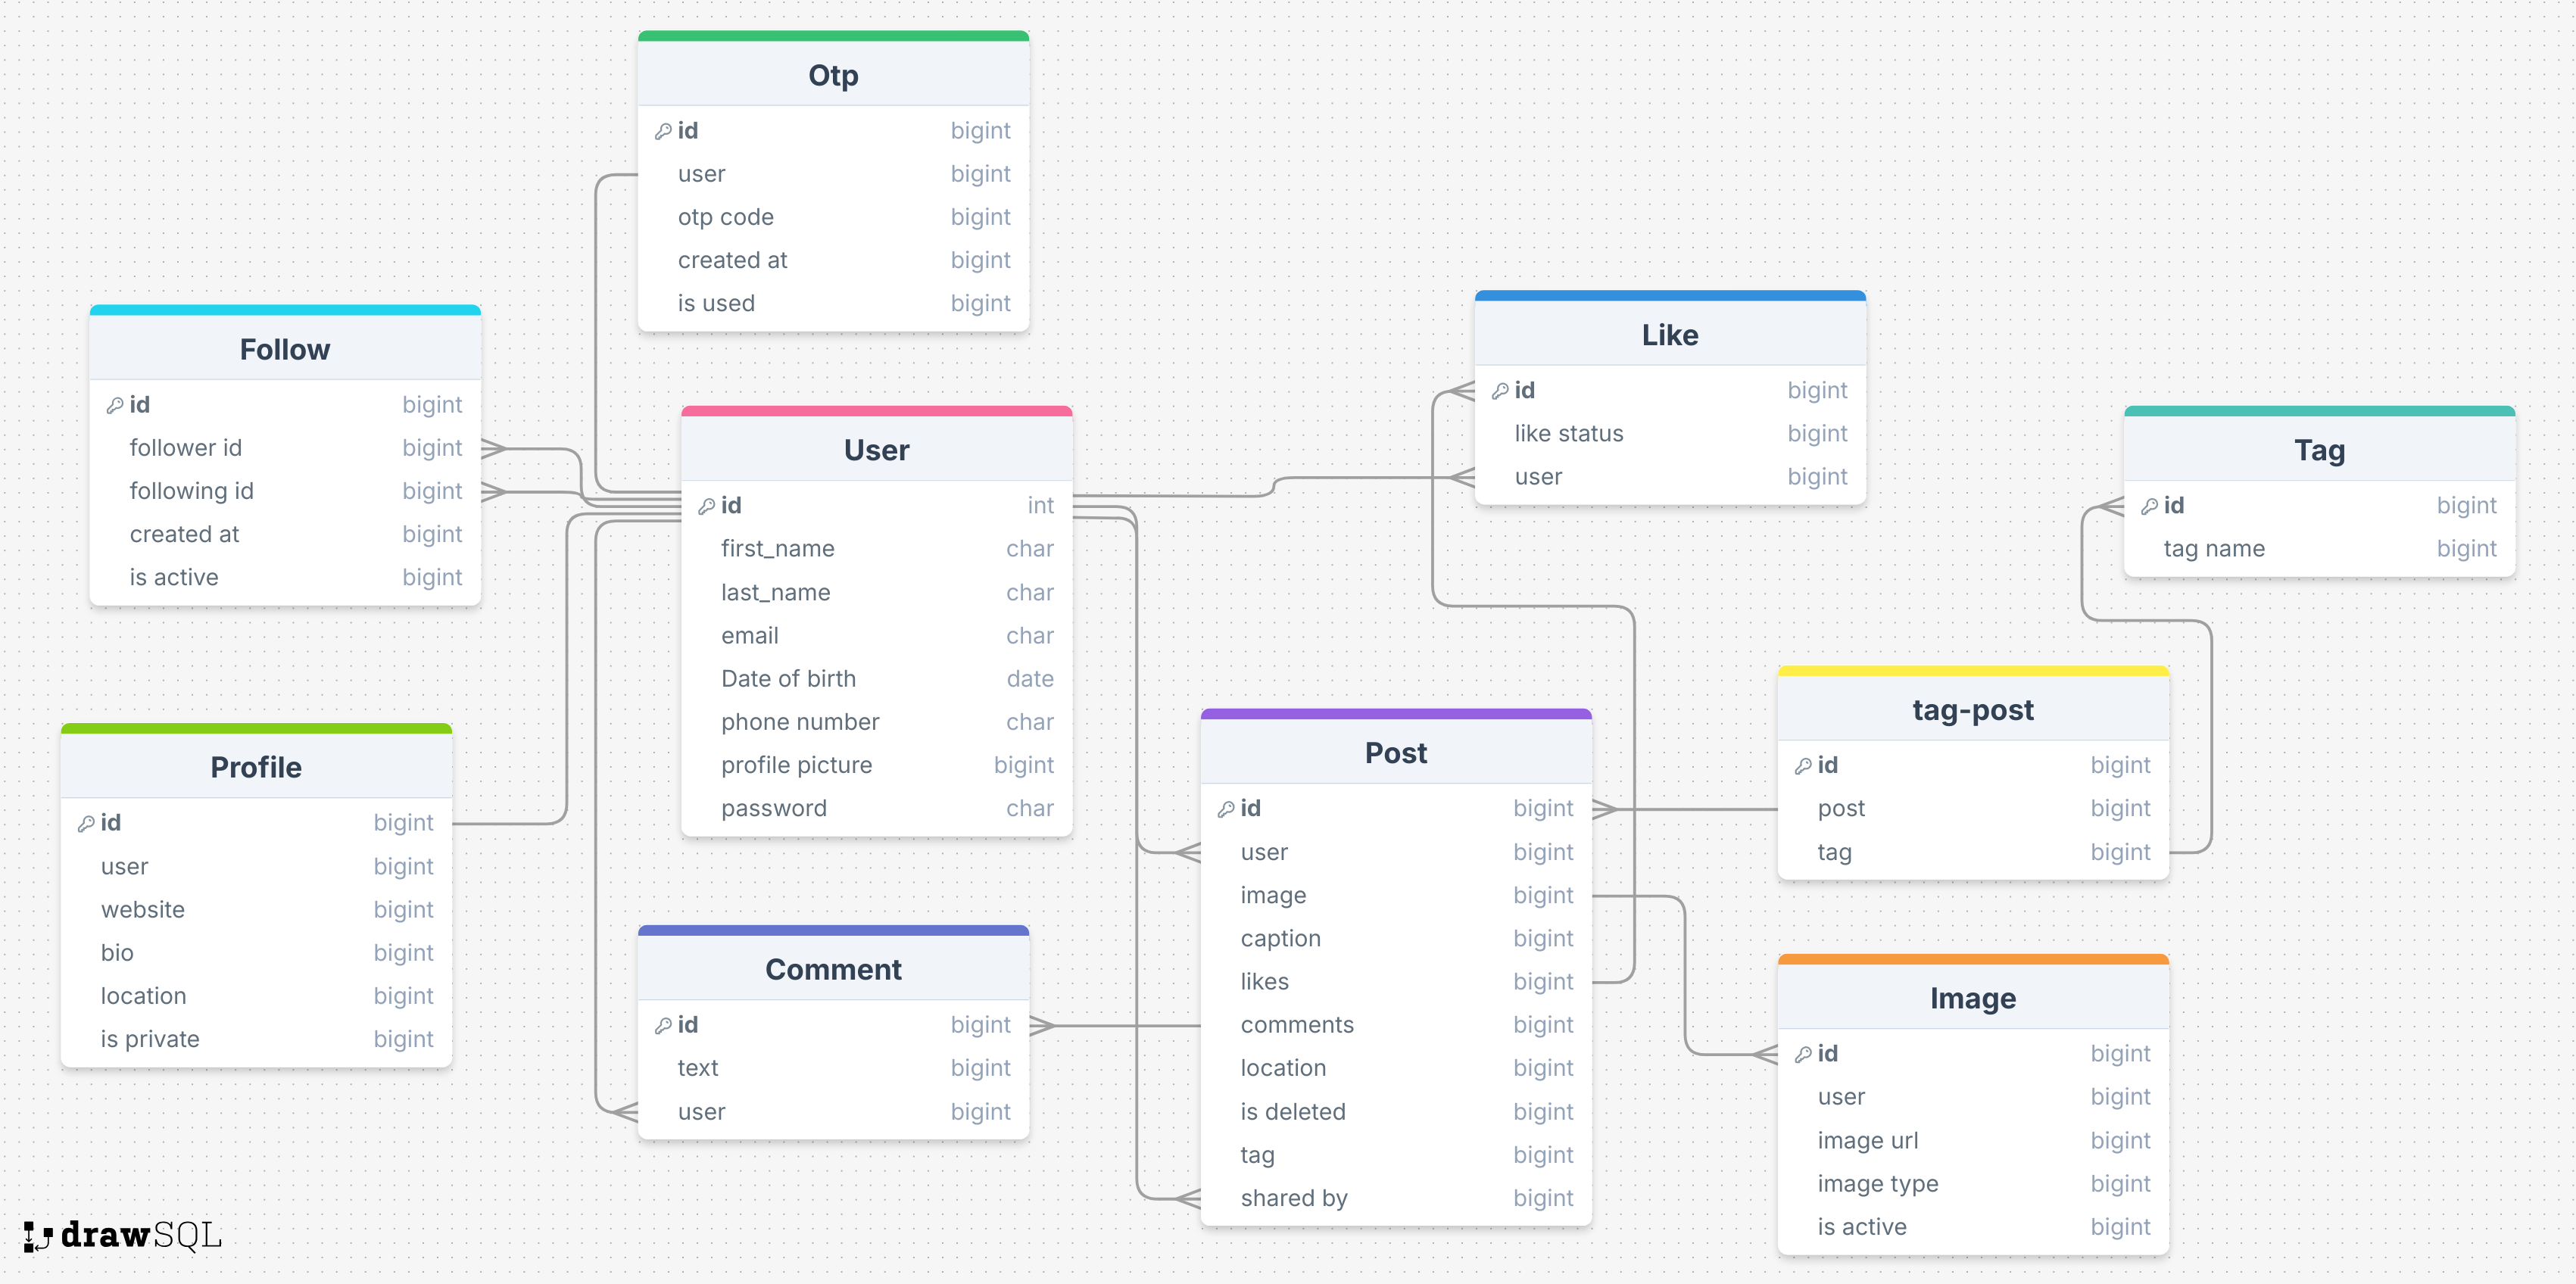 Otp
id bigint
user bigint
otp code bigint
created at bigint
is used bigint
Follow
id bigint
follower id bigint
following id bigint
created at bigint
is active bigint
User
id int
first_name char
last_name char
email char
Date of birth date
phone number char
profile picture bigint
password char
Like
id bigint
like status bigint
user bigint
Tag
id bigint
tag name bigint
Profile
id bigint
user bigint
website bigint
bio bigint
location bigint
is private bigint
Comment
id bigint
text bigint
user bigint
Post
id bigint
user bigint
image bigint
caption bigint
likes bigint
comments bigint
location bigint
is deleted bigint
tag bigint
shared by bigint
tag-post
id bigint
post bigint
tag bigint
Image
id bigint
user bigint
image url bigint
image type bigint
is active bigint
drawSQL